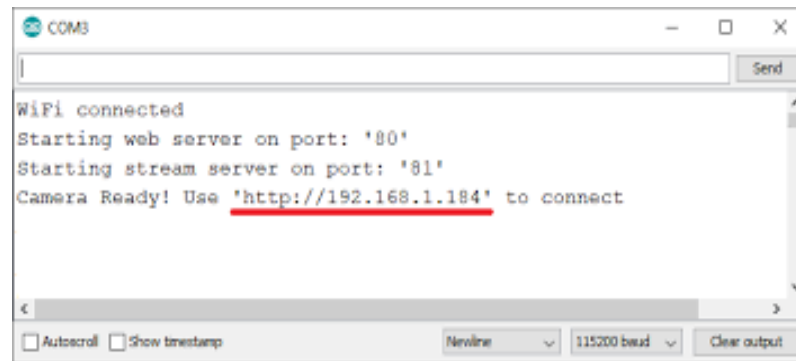 COM3
Send
WiFi connected
Starting web server on port: '80'
Starting stream server on port: '81'
Camera Ready! Use 'http://192.168.1.184' to connect
Autoscroll Show timestamp Newline 115200 baud Clear output